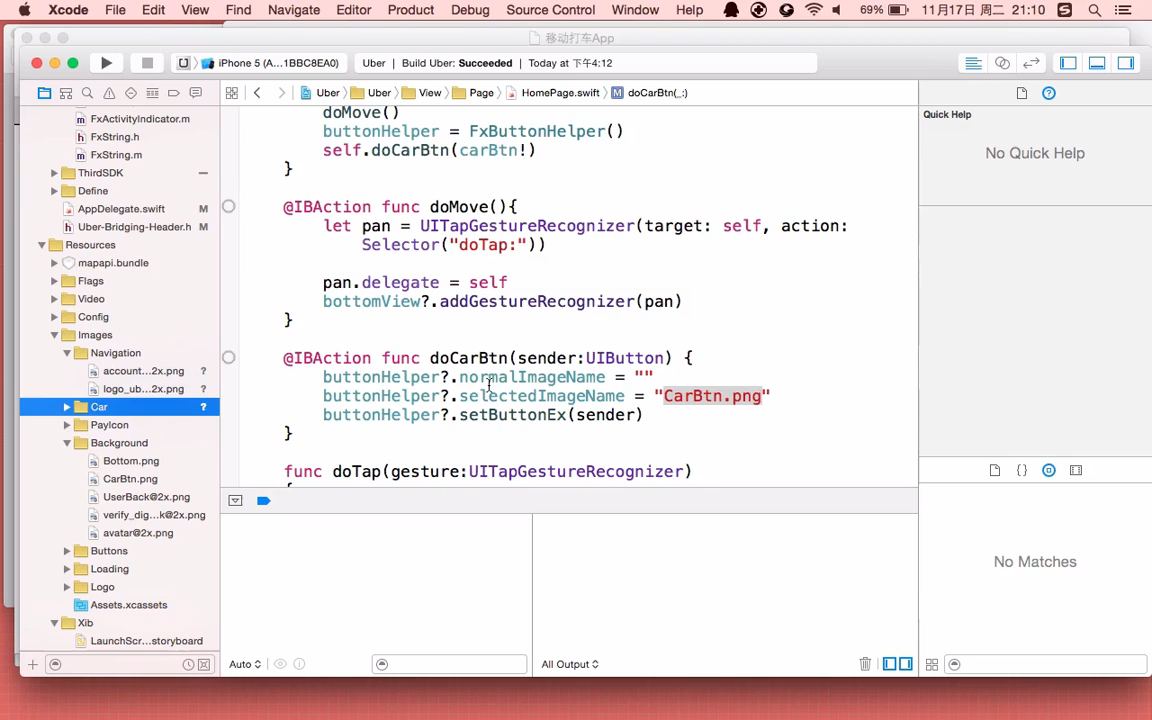 Xcode File Edit View Find Navigate Editor Product Debug Source Control Window Help 69% 11月17日 周二 21:10
移动打车App
iPhone 5 (A...1BBC8EA0) Uber Build Uber: Succeeded Today at 下午4:12
Uber Uber View Page HomePage.swift M doCarBtn(_:)
FxActivityIndicator.m
FxString.h
FxString.m
ThirdSDK
Define
AppDelegate.swift M
Uber-Bridging-Header.h M
Resources
mapapi.bundle
Flags
Video
Config
Images
Navigation
account...2x.png ?
logo_ub...2x.png ?
Car ?
PayIcon
Background
Bottom.png
CarBtn.png
UserBack@2x.png
verify_dig...k@2x.png
avatar@2x.png
Buttons
Loading
Logo
Assets.xcassets
Xib
LaunchScr...storyboard
doMove()
buttonHelper = FxButtonHelper()
self.doCarBtn(carBtn!)
}
@IBAction func doMove(){
let pan = UITapGestureRecognizer(target: self, action:
Selector("doTap:"))
pan.delegate = self
bottomView?.addGestureRecognizer(pan)
}
@IBAction func doCarBtn(sender:UIButton) {
buttonHelper?.normalImageName = ""
buttonHelper?.selectedImageName = "CarBtn.png"
buttonHelper?.setButtonEx(sender)
}
func doTap(gesture:UITapGestureRecognizer)
{
Auto
All Output
Quick Help
No Quick Help
{}
No Matches